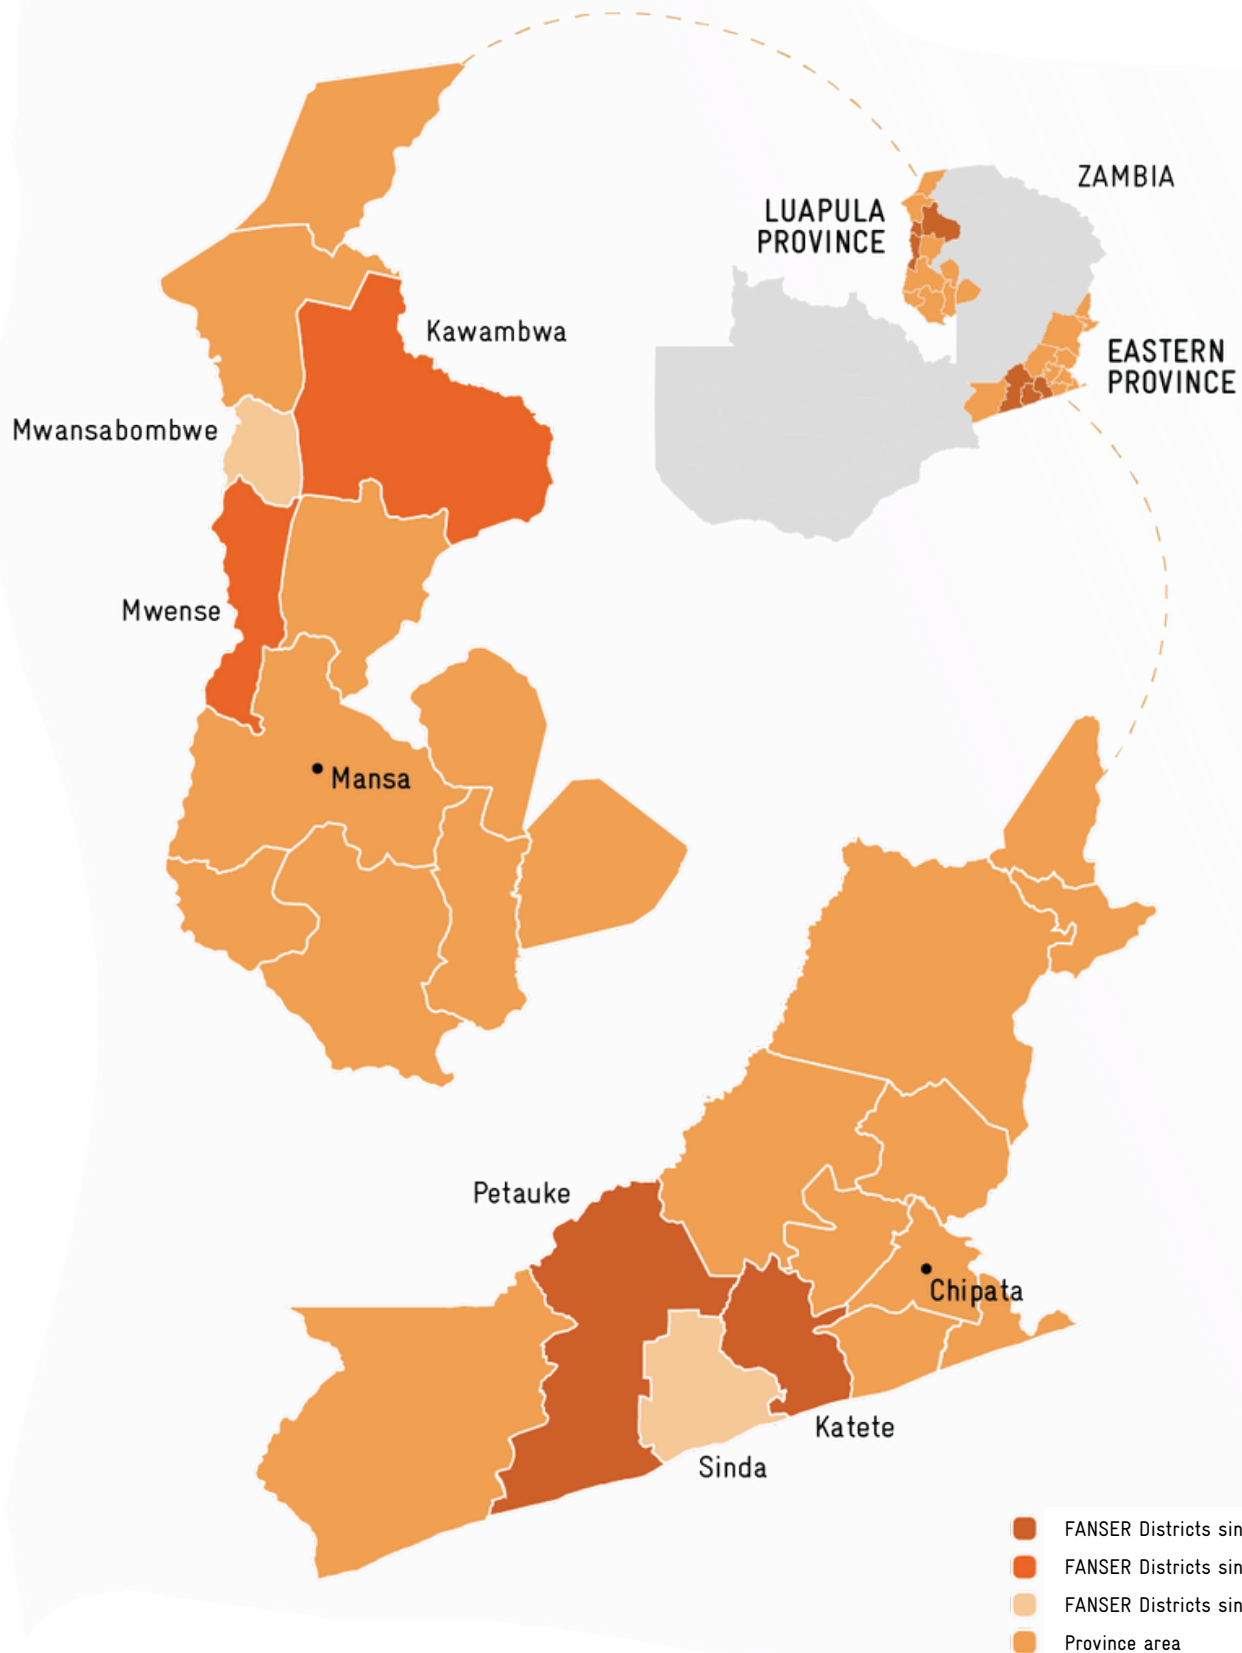 ZAMBIA
LUAPULA
PROVINCE
EASTERN
PROVINCE
Kawambwa
Mwansabombwe
Mwense
Mansa
Petauke
Chipata
Katete
Sinda
FANSER Districts sin
FANSER Districts sin
FANSER Districts sin
Province area